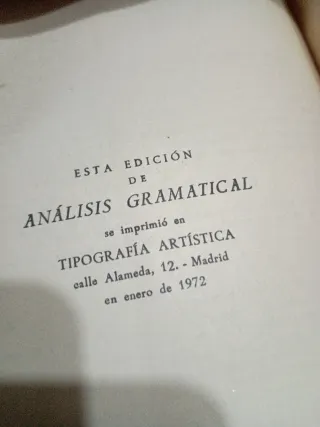 ESTA EDICIÓN
DE
ANÁLISIS GRAMATICAL
se imprimió en
TIPOGRAFÍA ARTÍSTICA
calle Alameda, 12. - Madrid
en enero de 1972